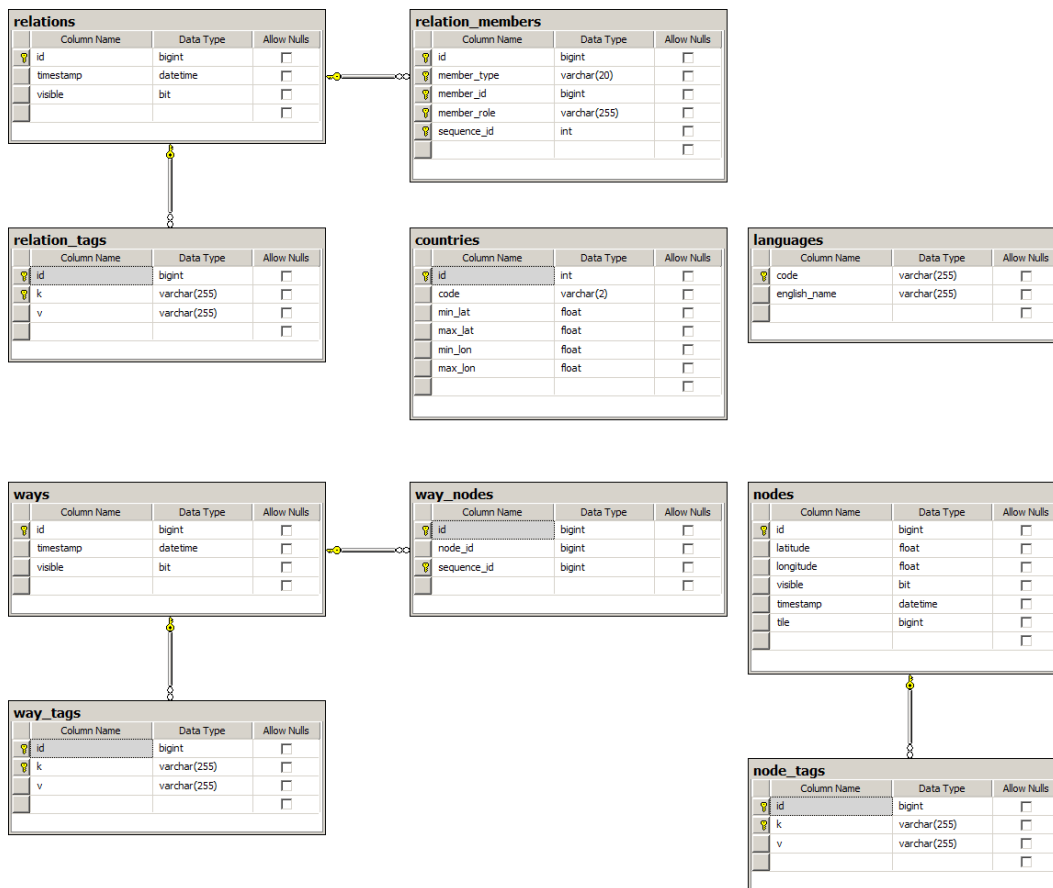 relations
Column Name Data Type Allow Nulls
id bigint
timestamp datetime
visible bit
relation_members
Column Name Data Type Allow Nulls
id bigint
member_type varchar(20)
member_id bigint
member_role varchar(255)
sequence_id int
relation_tags
Column Name Data Type Allow Nulls
id bigint
k varchar(255)
v varchar(255)
countries
Column Name Data Type Allow Nulls
id int
code varchar(2)
min_lat float
max_lat float
min_lon float
max_lon float
languages
Column Name Data Type Allow Nulls
code varchar(255)
english_name varchar(255)
ways
Column Name Data Type Allow Nulls
id bigint
timestamp datetime
visible bit
way_nodes
Column Name Data Type Allow Nulls
id bigint
node_id bigint
sequence_id bigint
nodes
Column Name Data Type Allow Nulls
id bigint
latitude float
longitude float
visible bit
timestamp datetime
tile bigint
way_tags
Column Name Data Type Allow Nulls
id bigint
k varchar(255)
v varchar(255)
node_tags
Column Name Data Type Allow Nulls
id bigint
k varchar(255)
v varchar(255)